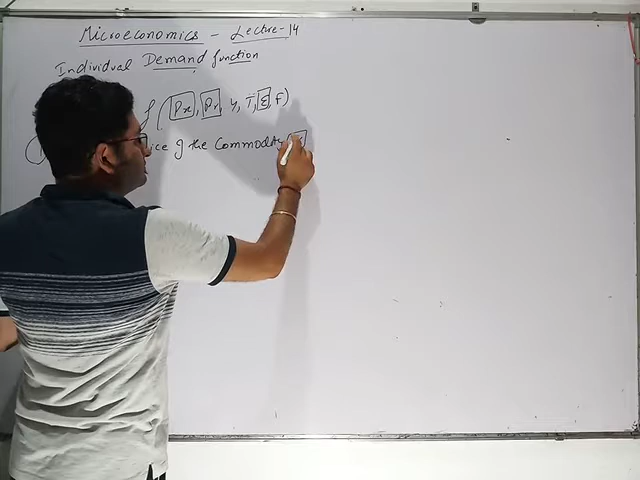 Microeconomics - Lecture-14
Individual Demand function
f (Px, Pr, Y, T, E, F)
ice of the Commodity